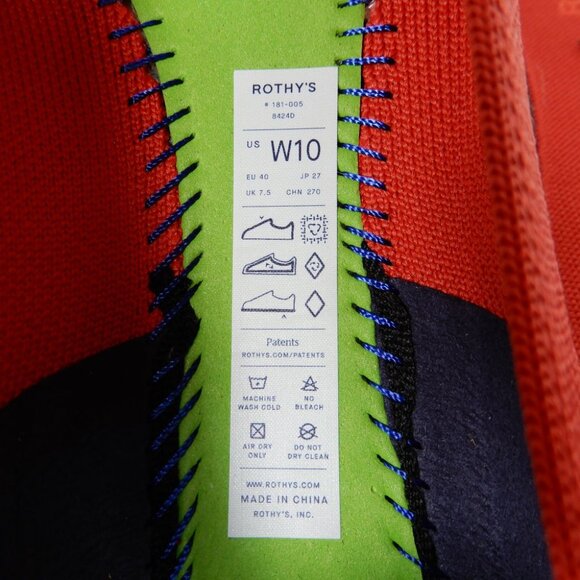 ROTHY'S
# 181-005
8424D
US W10
EU 40 JP 27
UK 7.5 CHN 270
Patents
ROTHYS.COM/PATENTS
MACHINE WASH COLD
NO BLEACH
AIR DRY ONLY
DO NOT DRY CLEAN
WWW.ROTHYS.COM
MADE IN CHINA
ROTHY'S, INC.